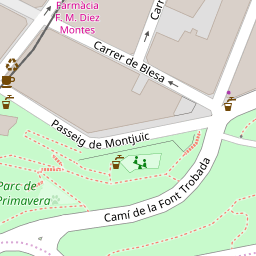 Farmàcia
F. M. Díez
Montes
Carrer de Blesa
Passeig de Montjuïc
Parc de
Primavera
Camí de la Font Trobada